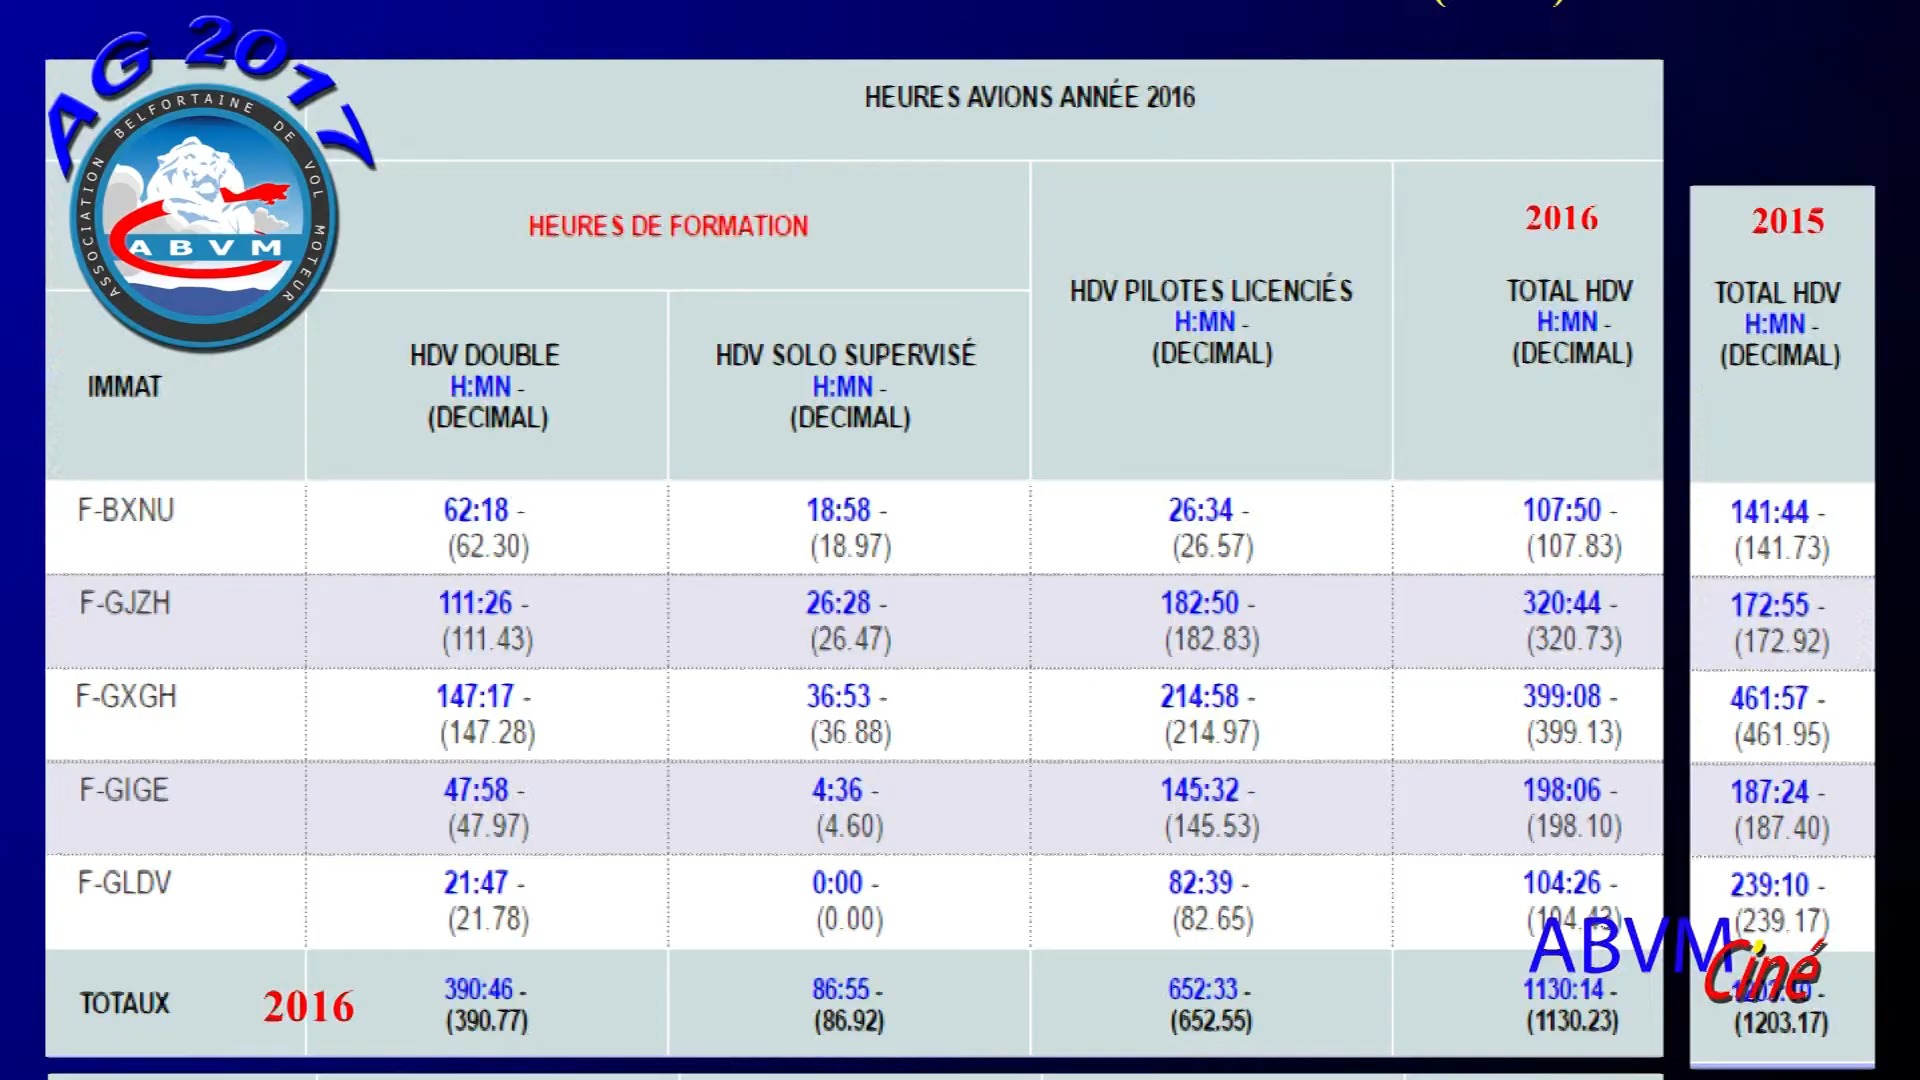 AG 2017
ASSOCIATION BELFORTAINE DE VOL MOTEUR
ABVM
HEURES AVIONS ANNÉE 2016
HEURES DE FORMATION
IMMAT
HDV DOUBLE
H:MN -
(DECIMAL)
HDV SOLO SUPERVISÉ
H:MN -
(DECIMAL)
HDV PILOTES LICENCIÉS
H:MN -
(DECIMAL)
2016
TOTAL HDV
H:MN -
(DECIMAL)
2015
TOTAL HDV
H:MN -
(DECIMAL)
F-BXNU 62:18 - 18:58 - 26:34 - 107:50 - 141:44 -
(62.30) (18.97) (26.57) (107.83) (141.73)
F-GJZH 111:26 - 26:28 - 182:50 - 320:44 - 172:55 -
(111.43) (26.47) (182.83) (320.73) (172.92)
F-GXGH 147:17 - 36:53 - 214:58 - 399:08 - 461:57 -
(147.28) (36.88) (214.97) (399.13) (461.95)
F-GIGE 47:58 - 4:36 - 145:32 - 198:06 - 187:24 -
(47.97) (4.60) (145.53) (198.10) (187.40)
F-GLDV 21:47 - 0:00 - 82:39 - 104:26 - 239:10 -
(21.78) (0.00) (82.65) (104.43) (239.17)
TOTAUX 2016 390:46 - 86:55 - 652:33 - 1130:14 -
(390.77) (86.92) (652.55) (1130.23) (1203.17)
ABVM Ciné